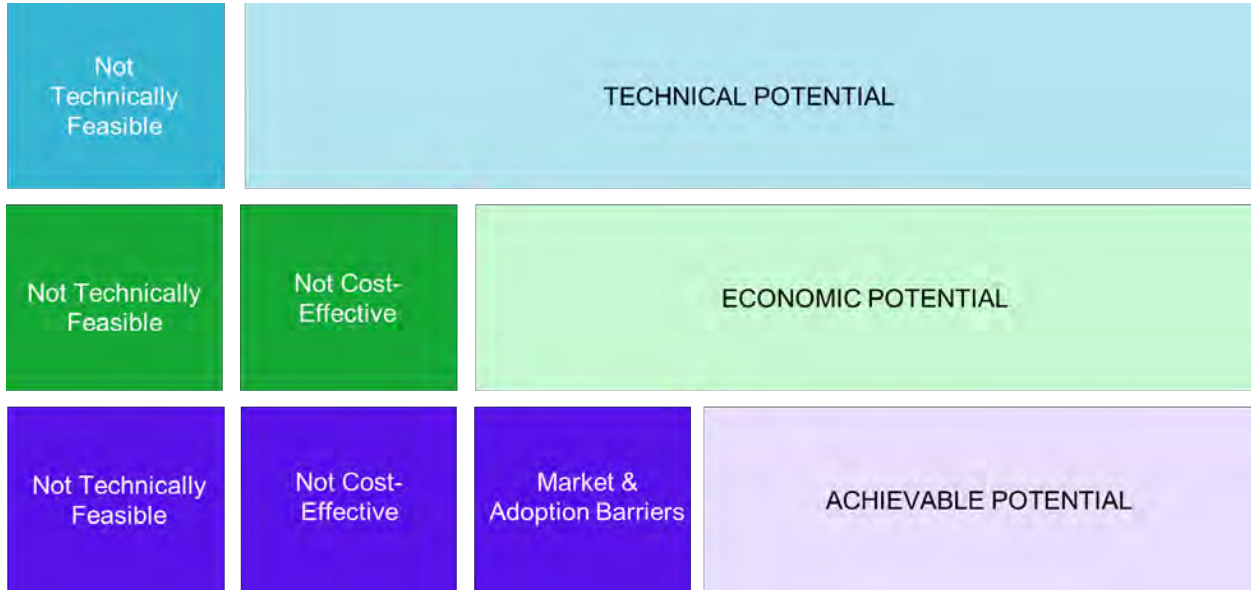 Not
Technically
Feasible
TECHNICAL POTENTIAL
Not Technically
Feasible
Not Cost-
Effective
ECONOMIC POTENTIAL
Not Technically
Feasible
Not Cost-
Effective
Market &
Adoption Barriers
ACHIEVABLE POTENTIAL